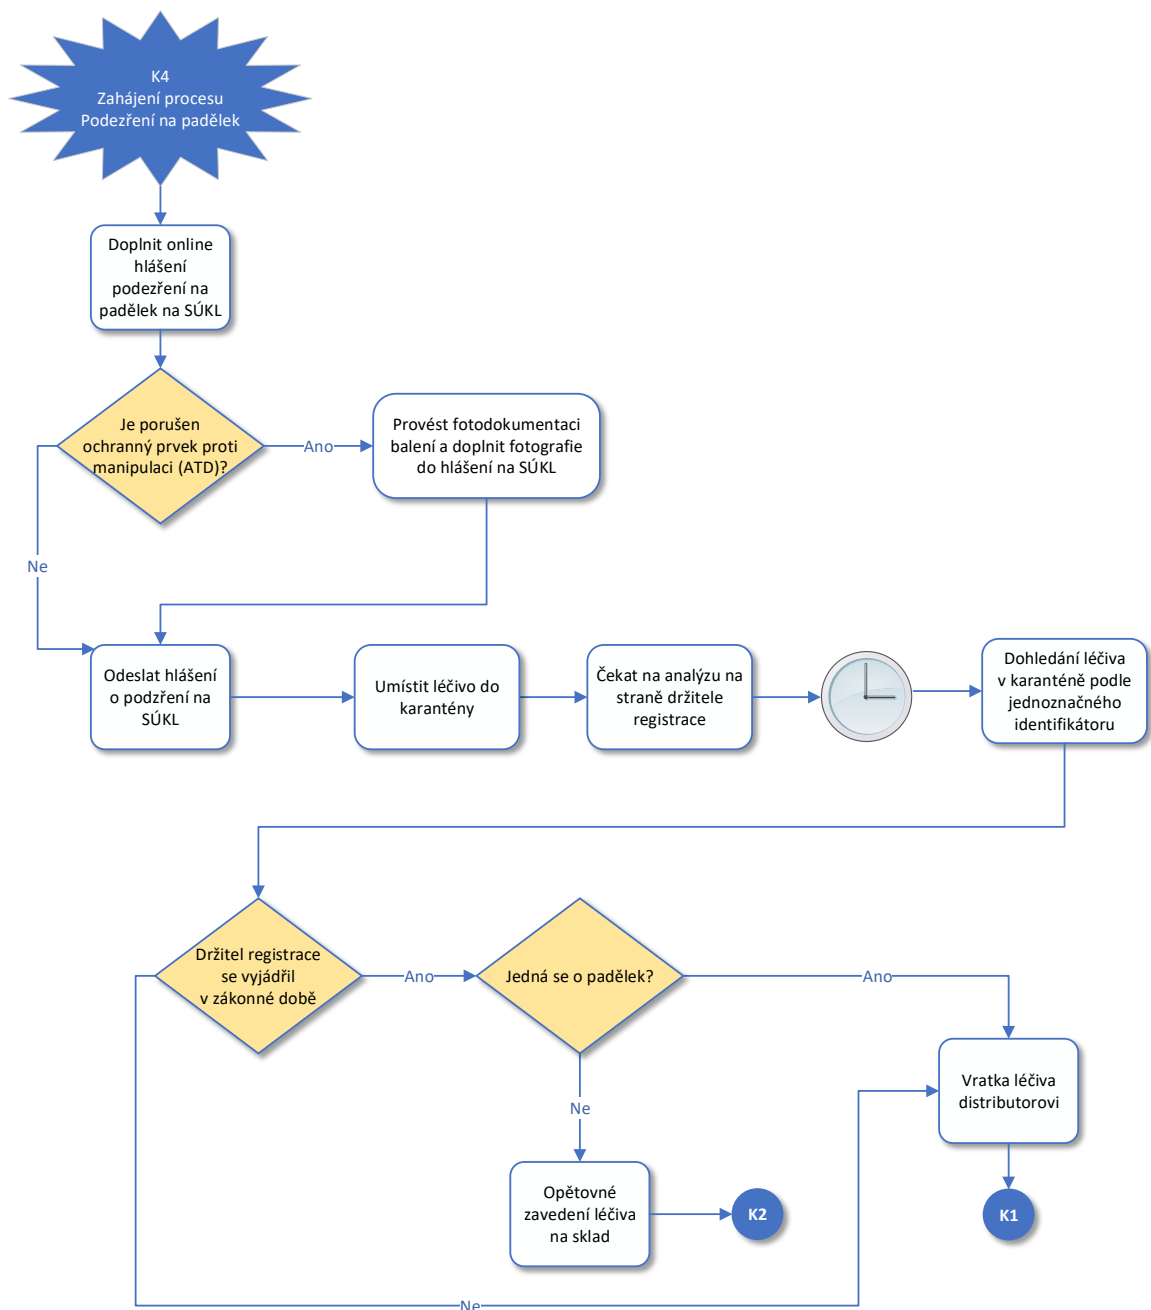 K4
Zahájení procesu
Podezření na padělek
Doplnit online
hlášení
podezření na
padělek na SÚKL
Je porušen
ochranný prvek proti
manipulaci (ATD)?
Ano
Provést fotodokumentaci
balení a doplnit fotografie
do hlášení na SÚKL
Ne
Odeslat hlášení
o podzření na
SÚKL
Umístit léčivo do
karantény
Čekat na analýzu na
straně držitele
registrace
Dohledání léčiva
v karanténě podle
jednoznačného
identifikátoru
Držitel registrace
se vyjádřil
v zákonné době
Ano
Jedná se o padělek?
Ano
Vratka léčiva
distributorovi
Ne
Opětovné
zavedení léčiva
na sklad
K2
K1
Ne